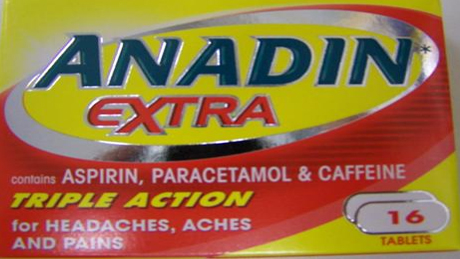 ANADIN*
EXTRA
contains ASPIRIN, PARACETAMOL & CAFFEINE
TRIPLE ACTION
for HEADACHES, ACHES
AND PAINS
16
TABLETS